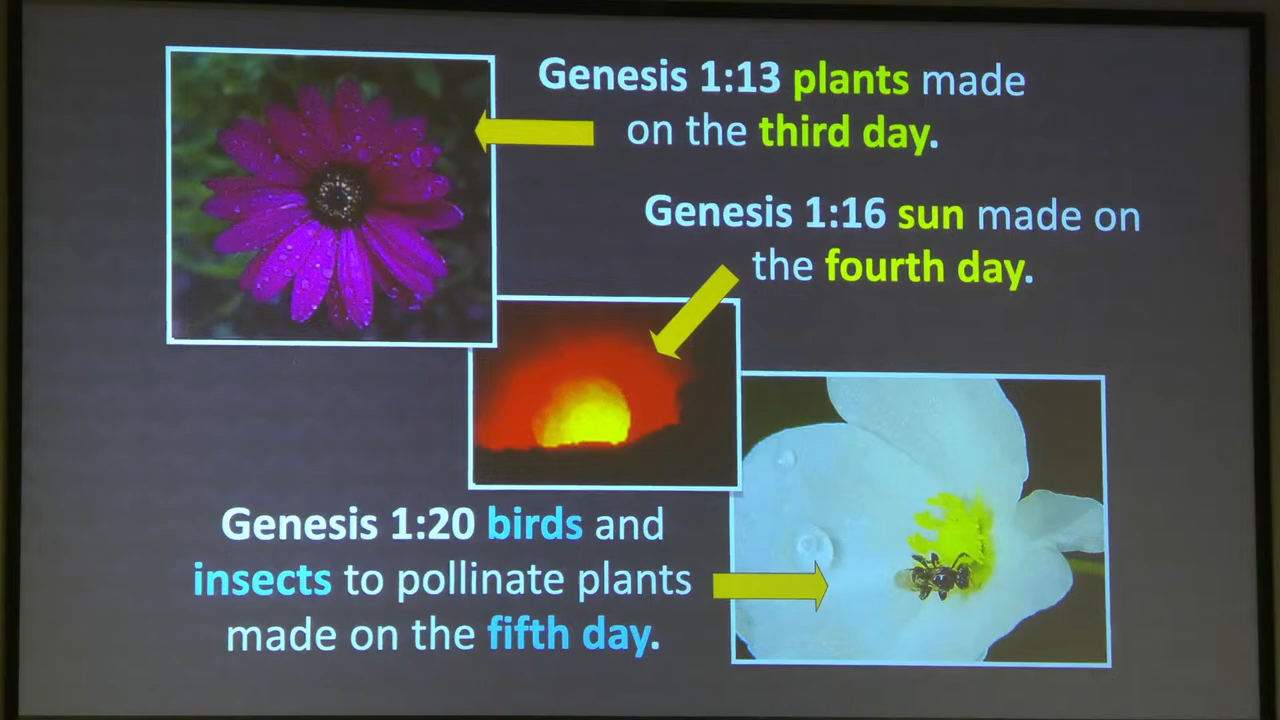 Genesis 1:13 plants made
on the third day.
Genesis 1:16 sun made on
the fourth day.
Genesis 1:20 birds and
insects to pollinate plants
made on the fifth day.